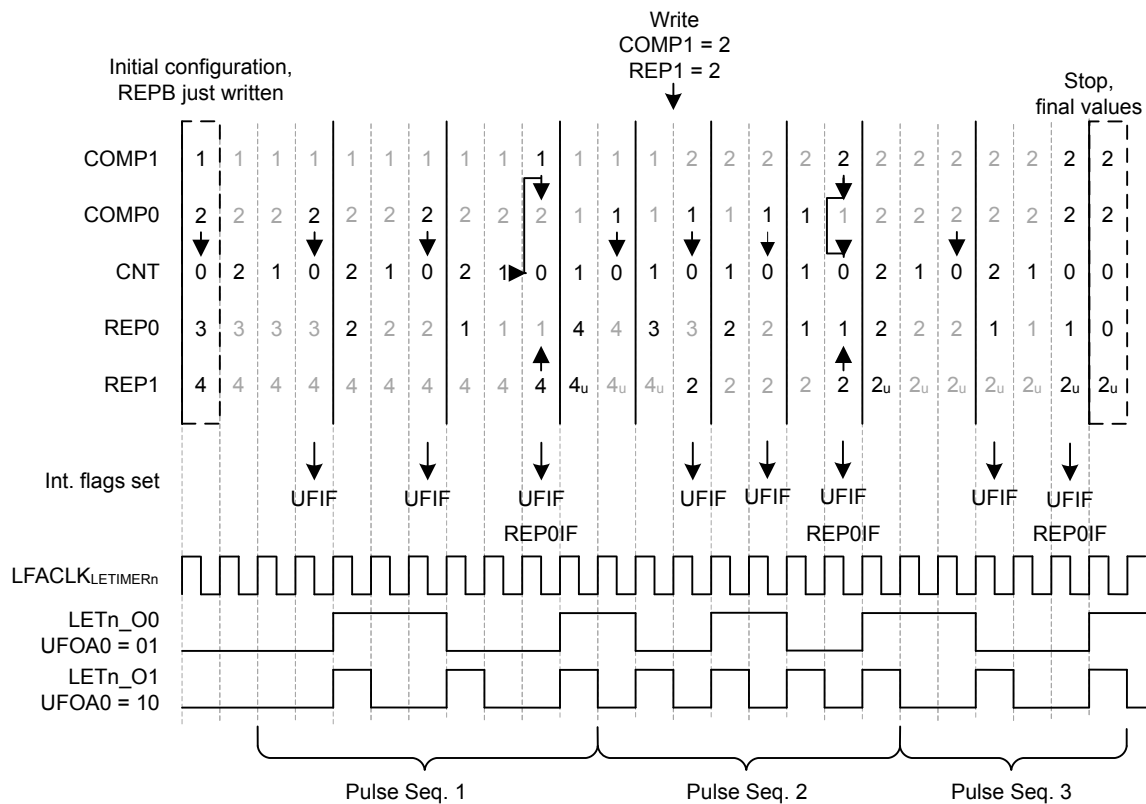 Write
COMP1 = 2
REP1 = 2
Initial configuration,
REPB just written
Stop,
final values
COMP1 1 1 1 1 1 1 1 1 1 1 1 1 1 2 2 2 2 2 2 2 2 2 2 2 2
COMP0 2 2 2 2 2 2 2 2 2 2 1 1 1 1 1 1 1 1 2 2 2 2 2 2 2
CNT 0 2 1 0 2 1 0 2 1 0 1 0 1 0 1 0 1 0 2 1 0 2 1 0 0
REP0 3 3 3 3 2 2 2 1 1 1 4 4 3 3 2 2 1 1 2 2 2 1 1 1 0
REP1 4 4 4 4 4 4 4 4 4 4 4u 4u 4u 2 2 2 2 2 2u 2u 2u 2u 2u 2u 2u
Int. flags set
UFIF UFIF UFIF UFIF UFIF UFIF UFIF UFIF
REP0IF REP0IF REP0IF
LFACLKLETIMERn
LETn_O0
UFOA0 = 01
LETn_O1
UFOA0 = 10
Pulse Seq. 1 Pulse Seq. 2 Pulse Seq. 3